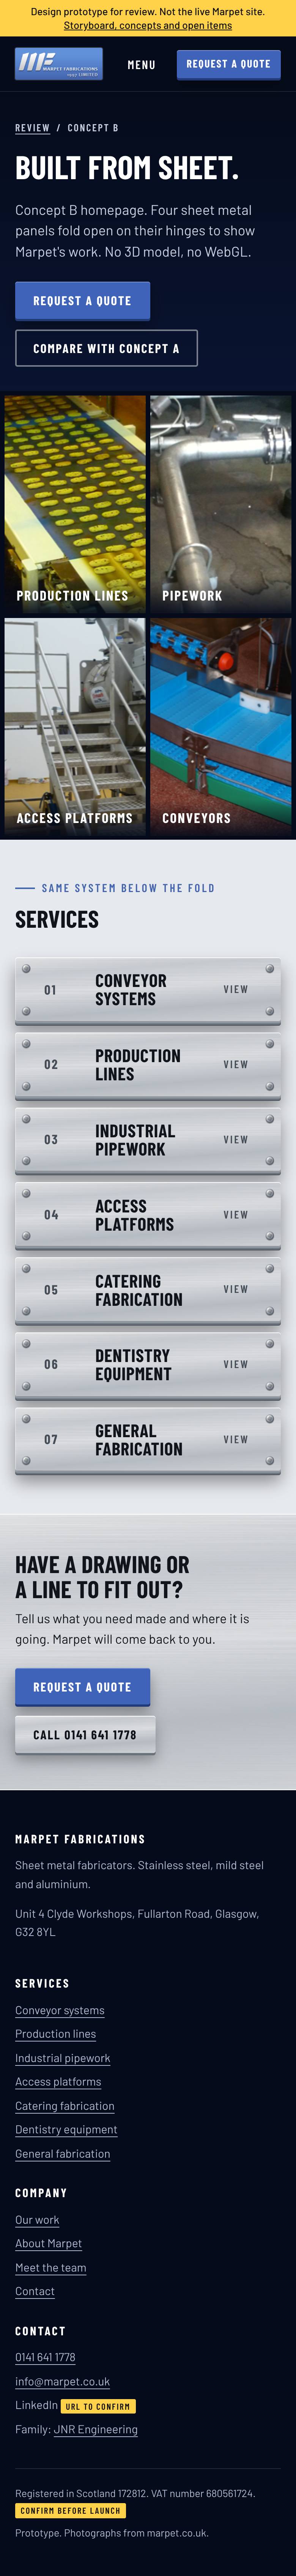 Design prototype for review. Not the live Marpet site.
Storyboard, concepts and open items
MF
MARPET FABRICATIONS
1997 LIMITED
MENU
REQUEST A QUOTE
REVIEW / CONCEPT B
BUILT FROM SHEET.
Concept B homepage. Four sheet metal
panels fold open on their hinges to show
Marpet's work. No 3D model, no WebGL.
REQUEST A QUOTE
COMPARE WITH CONCEPT A
PRODUCTION LINES
PIPEWORK
ACCESS PLATFORMS
CONVEYORS
SAME SYSTEM BELOW THE FOLD
SERVICES
01
CONVEYOR
SYSTEMS
VIEW
02
PRODUCTION
LINES
VIEW
03
INDUSTRIAL
PIPEWORK
VIEW
04
ACCESS
PLATFORMS
VIEW
05
CATERING
FABRICATION
VIEW
06
DENTISTRY
EQUIPMENT
VIEW
07
GENERAL
FABRICATION
VIEW
HAVE A DRAWING OR
A LINE TO FIT OUT?
Tell us what you need made and where it is
going. Marpet will come back to you.
REQUEST A QUOTE
CALL 0141 641 1778
MARPET FABRICATIONS
Sheet metal fabricators. Stainless steel, mild steel
and aluminium.
Unit 4 Clyde Workshops, Fullarton Road, Glasgow,
G32 8YL
SERVICES
Conveyor systems
Production lines
Industrial pipework
Access platforms
Catering fabrication
Dentistry equipment
General fabrication
COMPANY
Our work
About Marpet
Meet the team
Contact
CONTACT
0141 641 1778
info@marpet.co.uk
LinkedIn URL TO CONFIRM
Family: JNR Engineering
Registered in Scotland 172812. VAT number 680561724.
CONFIRM BEFORE LAUNCH
Prototype. Photographs from marpet.co.uk.